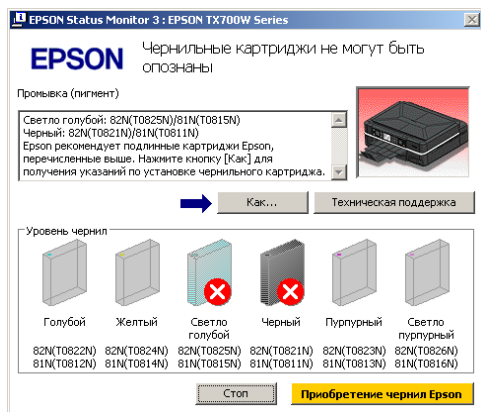 EPSON Status Monitor 3 : EPSON TX700W Series
EPSON
Чернильные картриджи не могут быть
опознаны
Промывка (пигмент)
Светло голубой: 82N(T0825N)/81N(T0815N)
Черный: 82N(T0821N)/81N(T0811N)
Epson рекомендует подлинные картриджи Epson,
перечисленные выше. Нажмите кнопку [Как] для
получения указаний по установке чернильного картриджа.
Как...
Техническая поддержка
Уровень чернил
Голубой
Желтый
Светло
голубой
Черный
Пурпурный
Светло
пурпурный
82N(T0822N) 82N(T0824N) 82N(T0825N) 82N(T0821N) 82N(T0823N) 82N(T0826N)
81N(T0812N) 81N(T0814N) 81N(T0815N) 81N(T0811N) 81N(T0813N) 81N(T0816N)
Стоп
Приобретение чернил Epson